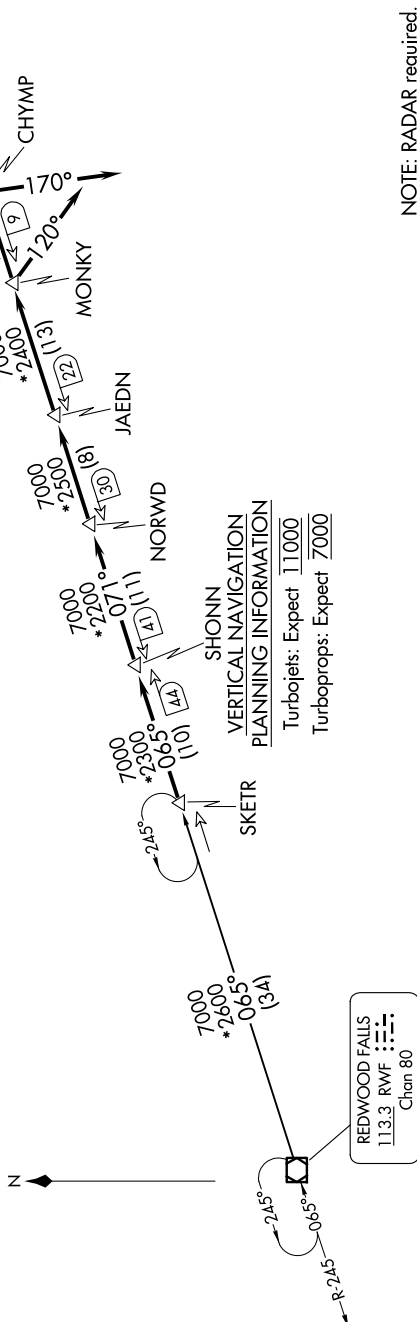 CHYMP
170°
9
120°
MONKY
*2400
(13)
22
JAEDN
7000
*2500
(8)
30
NORWD
7000
*2200
071°
(11)
41
44
SHONN
VERTICAL NAVIGATION
PLANNING INFORMATION
Turbojets: Expect 11000
Turboprops: Expect 7000
7000
*2300
065°
(10)
245°
SKETR
7000
*2600
065°
(34)
N
REDWOOD FALLS
113.3 RWF
Chan 80
245°
065°
R-245
NOTE: RADAR required.